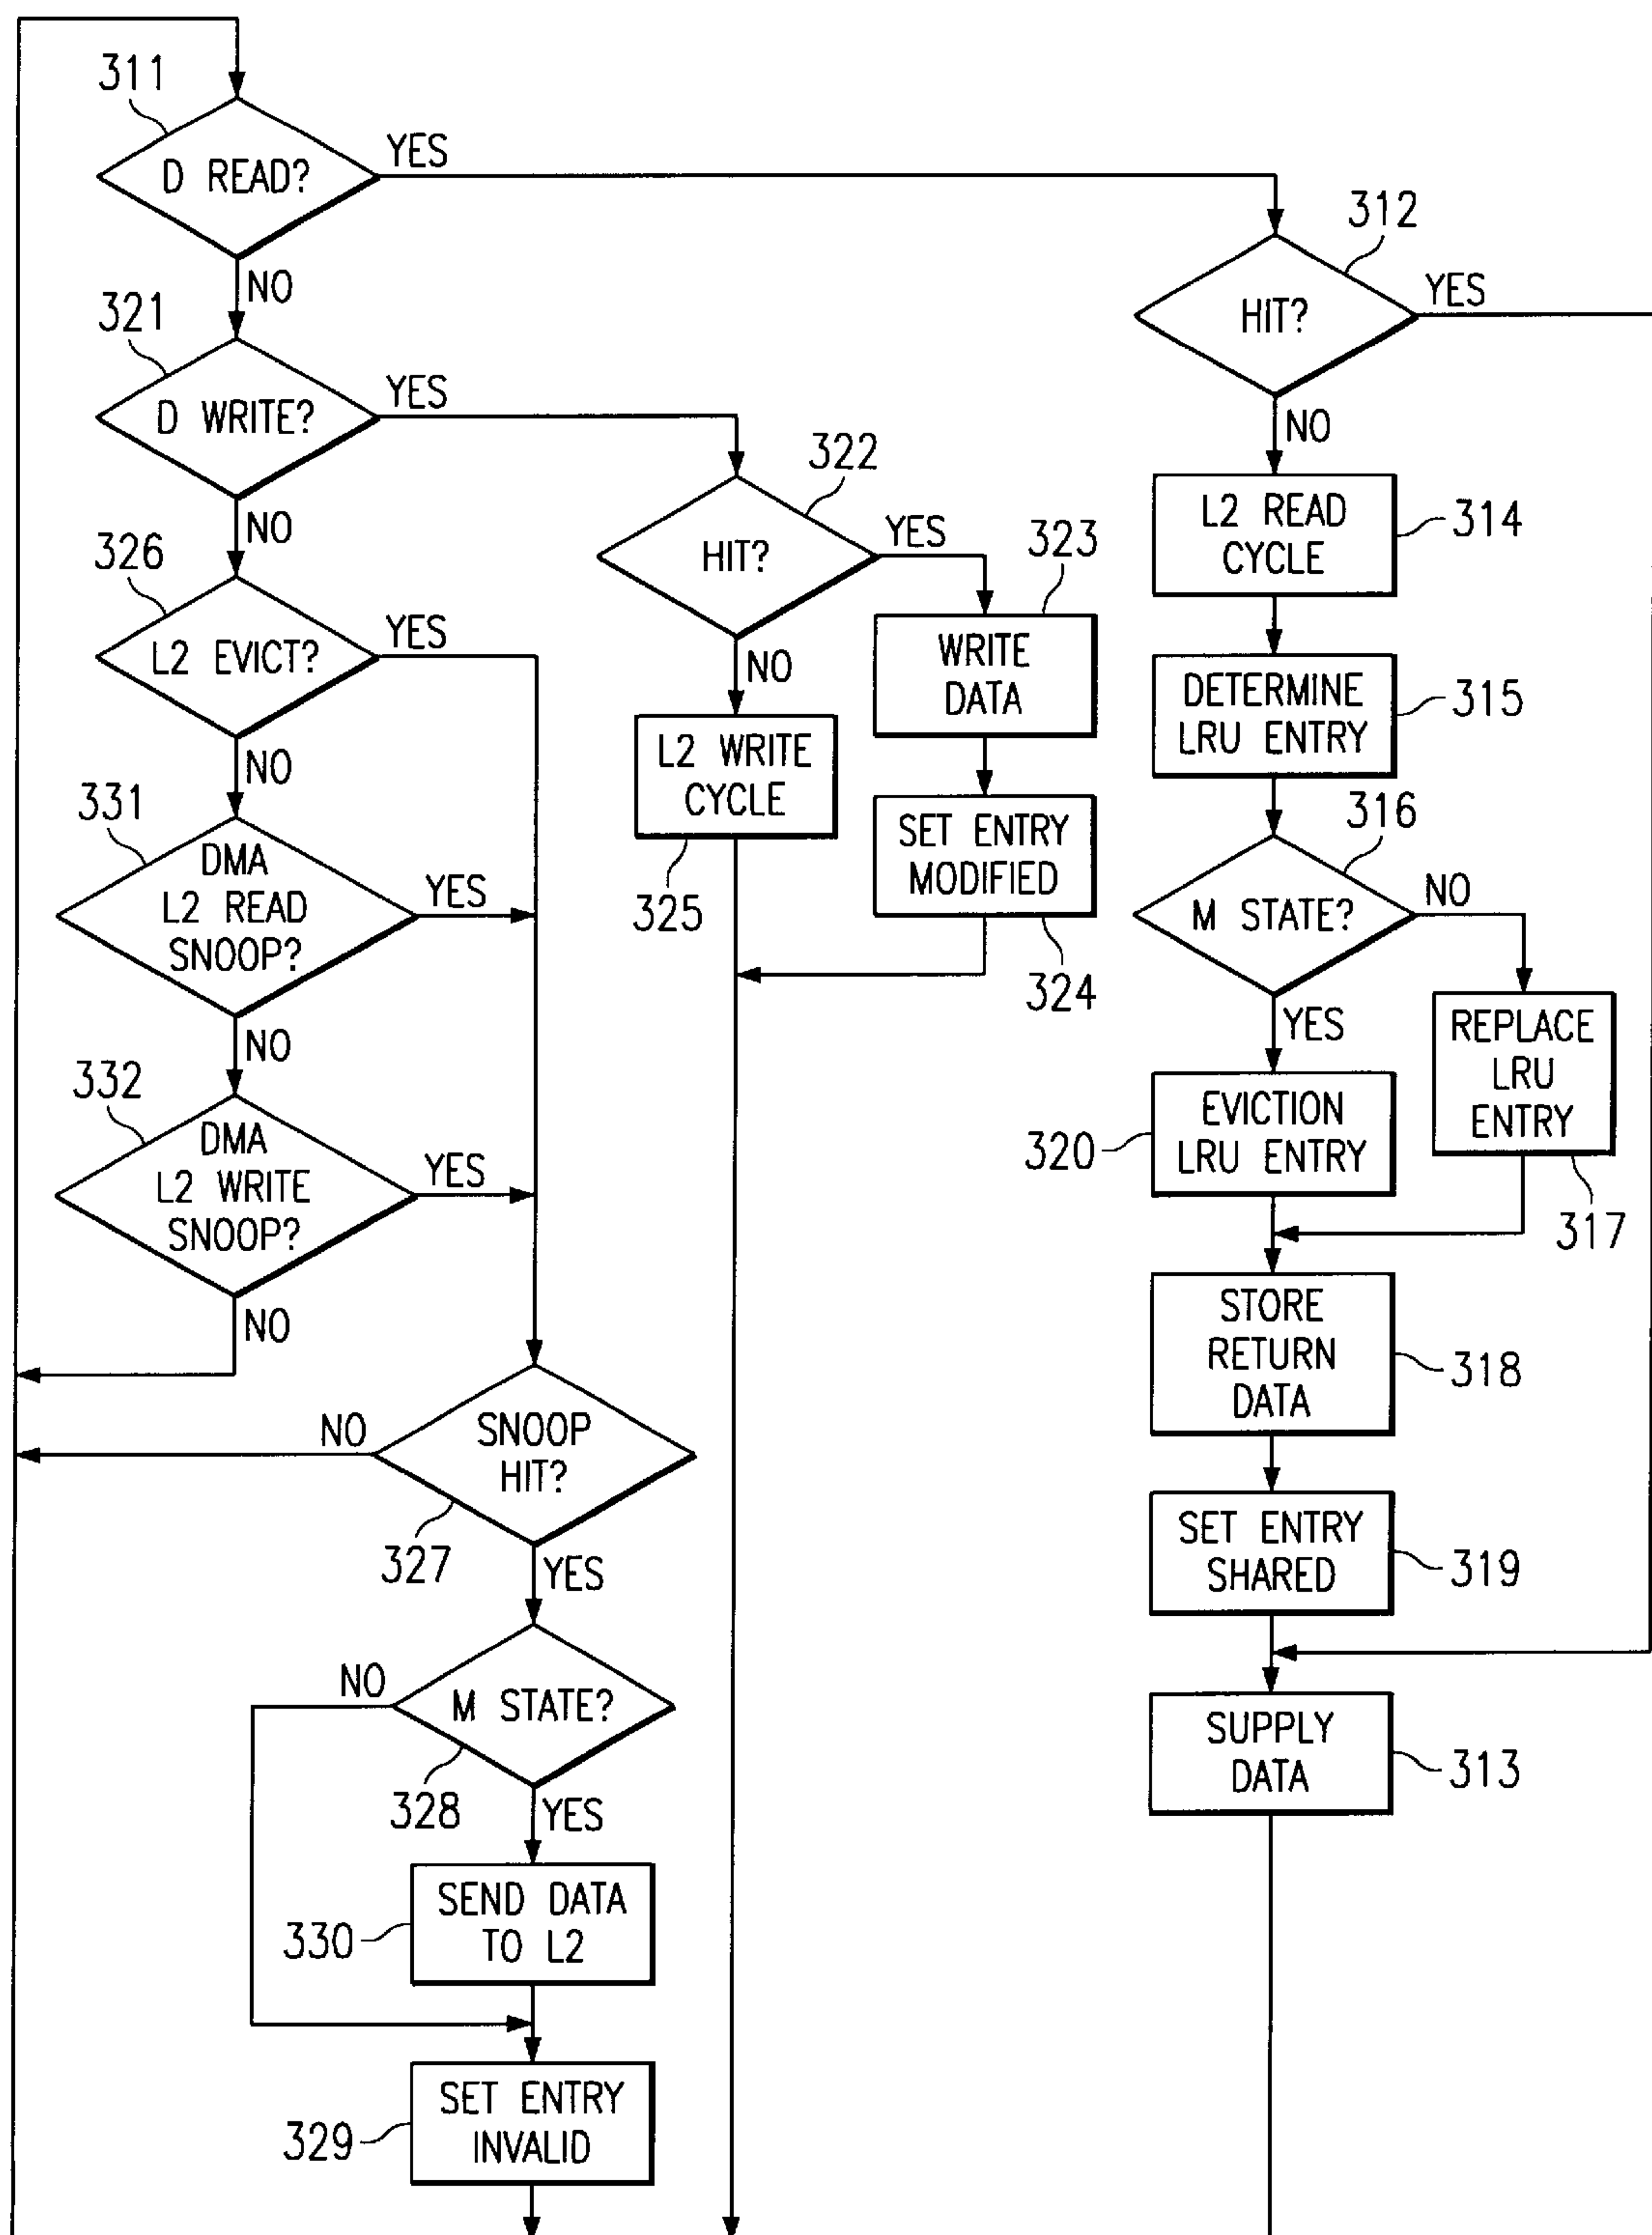 311
D READ?
YES
NO
312
HIT?
YES
NO
321
D WRITE?
YES
NO
322
HIT?
YES
NO
323
WRITE
DATA
314
L2 READ
CYCLE
326
L2 EVICT?
YES
NO
L2 WRITE
CYCLE
325
SET ENTRY
MODIFIED
324
DETERMINE
LRU ENTRY
315
316
M STATE?
NO
YES
331
DMA
L2 READ
SNOOP?
YES
NO
REPLACE
LRU
ENTRY
317
EVICTION
LRU ENTRY
320
332
DMA
L2 WRITE
SNOOP?
YES
NO
STORE
RETURN
DATA
318
SNOOP
HIT?
NO
327
YES
SET ENTRY
SHARED
319
M STATE?
NO
328
YES
SUPPLY
DATA
313
SEND DATA
TO L2
330
SET ENTRY
INVALID
329